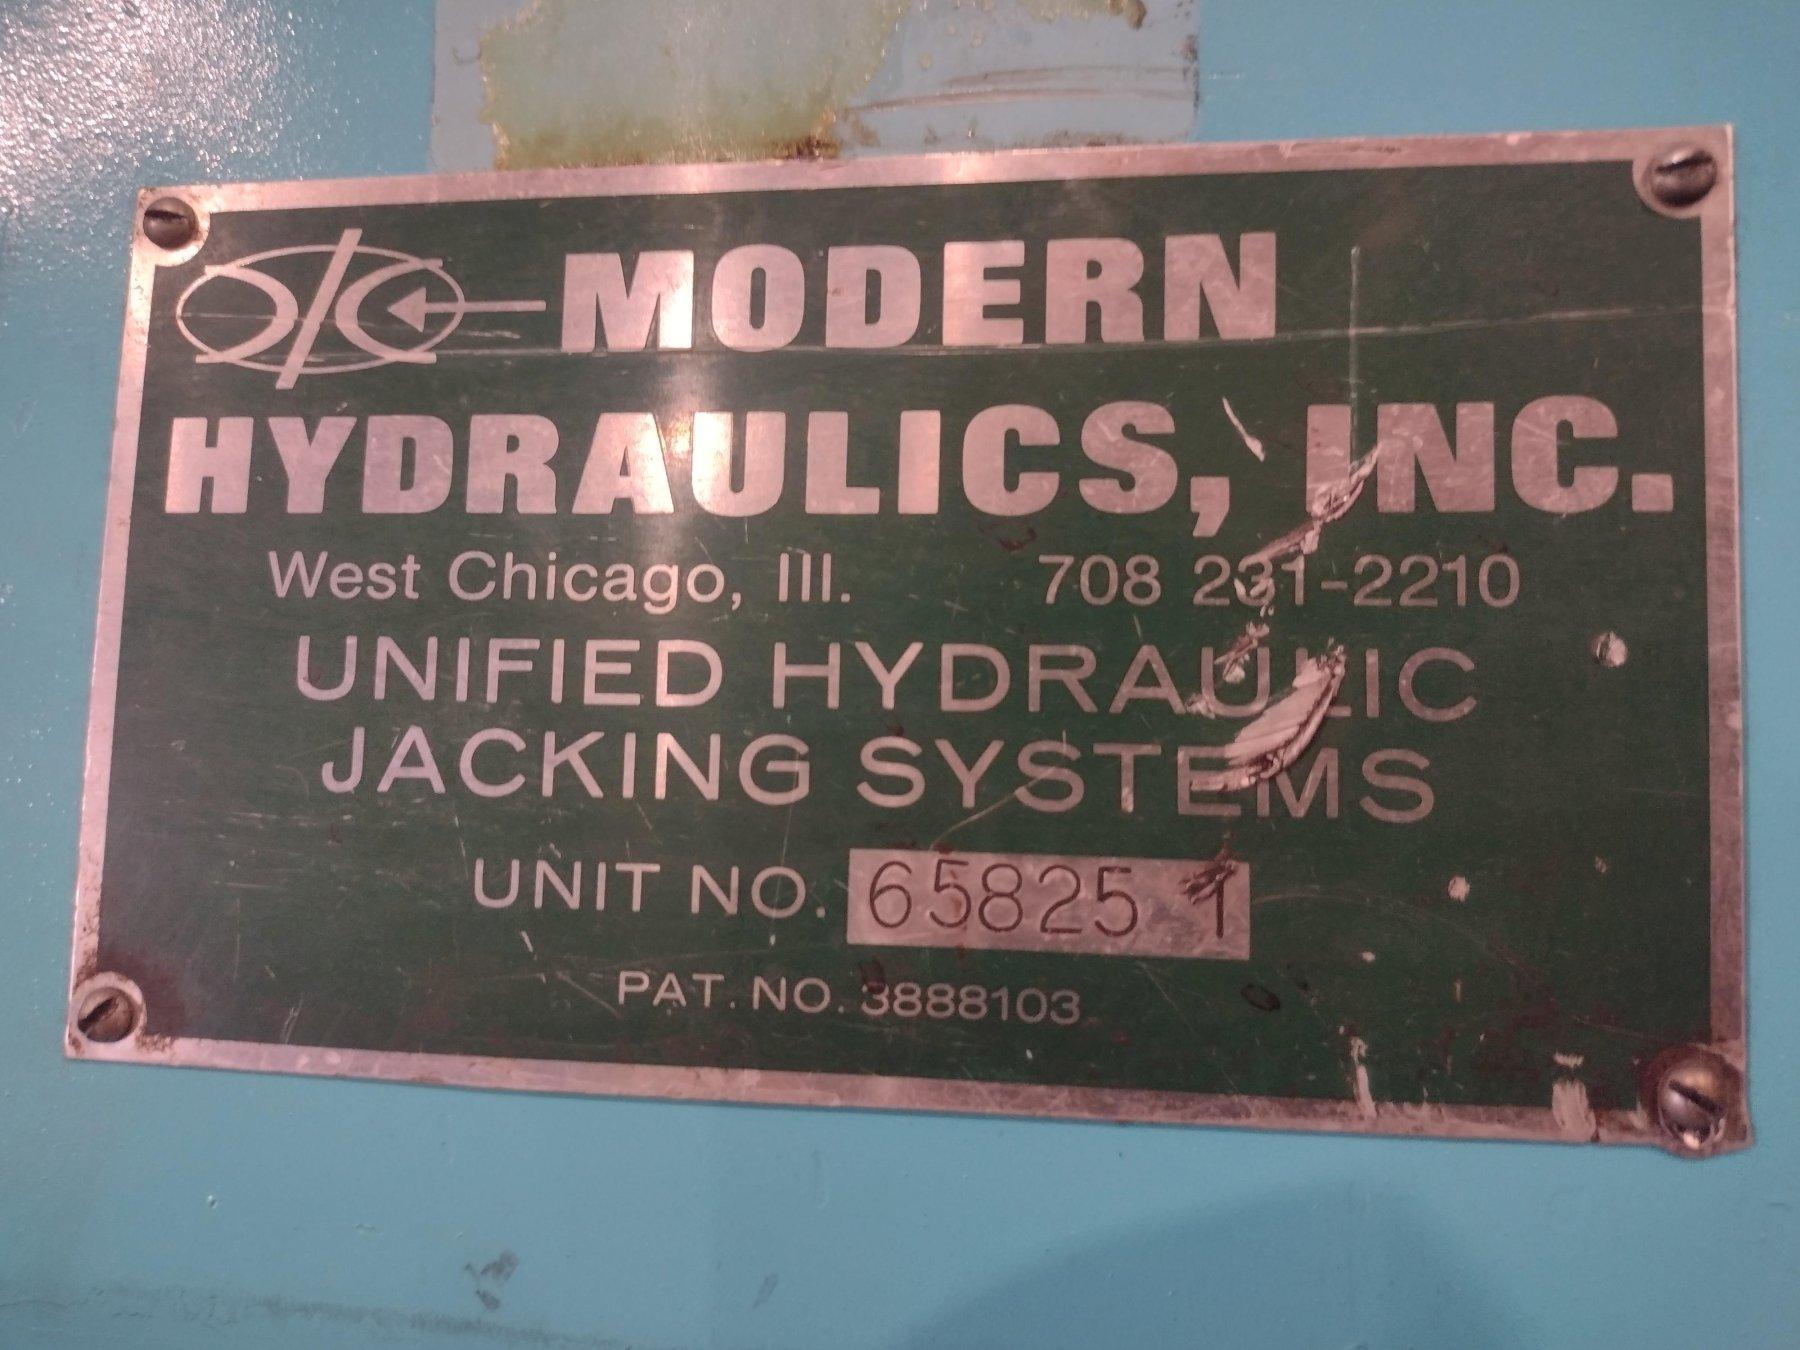 MODERN
HYDRAULICS, INC.
West Chicago, Ill. 708 231-2210
UNIFIED HYDRAULIC
JACKING SYSTEMS
UNIT NO. 65825 1
PAT. NO. 3888103